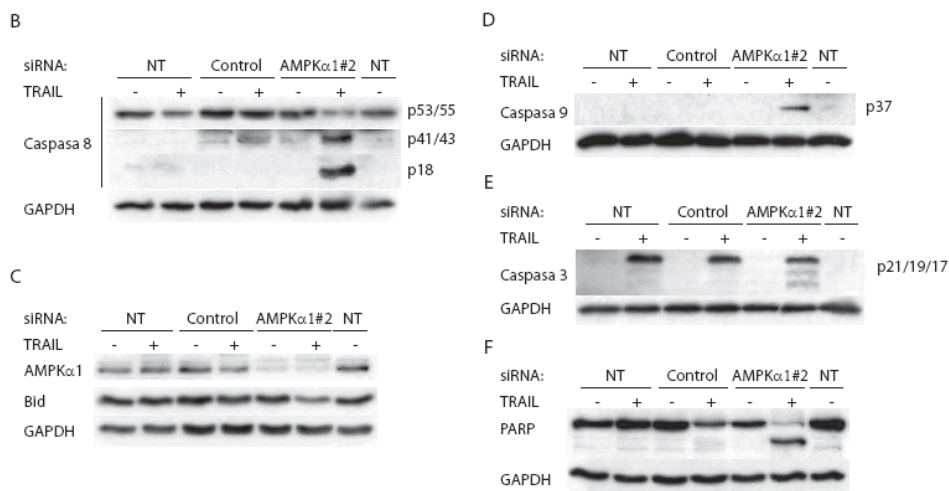 B
siRNA: NT Control AMPKα1#2 NT
TRAIL - + - + - + -
p53/55
Caspasa 8 p41/43
p18
GAPDH
C
siRNA: NT Control AMPKα1#2 NT
TRAIL - + - + - + -
AMPKα1
Bid
GAPDH
D
siRNA: NT Control AMPKα1#2 NT
TRAIL - + - + - + -
Caspasa 9 p37
GAPDH
E
siRNA: NT Control AMPKα1#2 NT
TRAIL - + - + - + -
Caspasa 3 p21/19/17
GAPDH
F
siRNA: NT Control AMPKα1#2 NT
TRAIL - + - + - + -
PARP
GAPDH